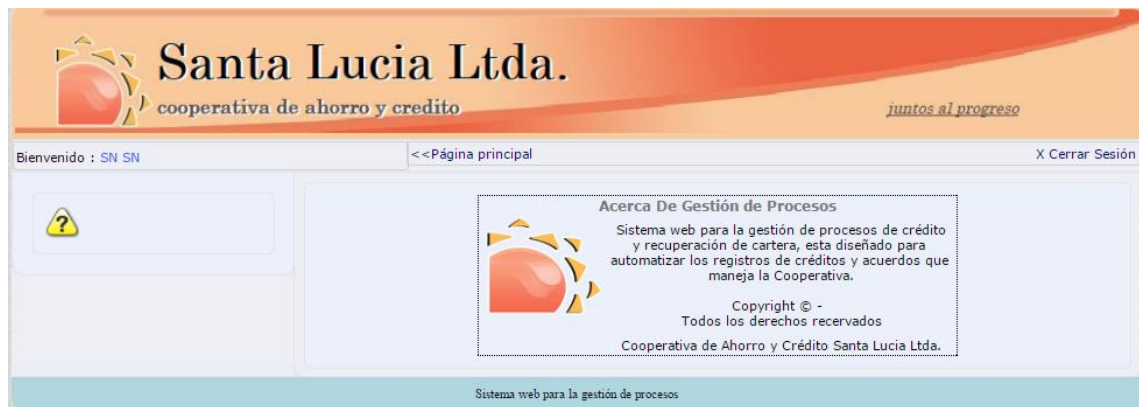 Santa Lucia Ltda.
cooperativa de ahorro y credito
juntos al progreso
Bienvenido : SN SN
<<Página principal
X Cerrar Sesión
?
Acerca De Gestión de Procesos
Sistema web para la gestión de procesos de crédito
y recuperación de cartera, esta diseñado para
automatizar los registros de créditos y acuerdos que
maneja la Cooperativa.
Copyright © -
Todos los derechos recervados
Cooperativa de Ahorro y Crédito Santa Lucia Ltda.
Sistema web para la gestión de procesos